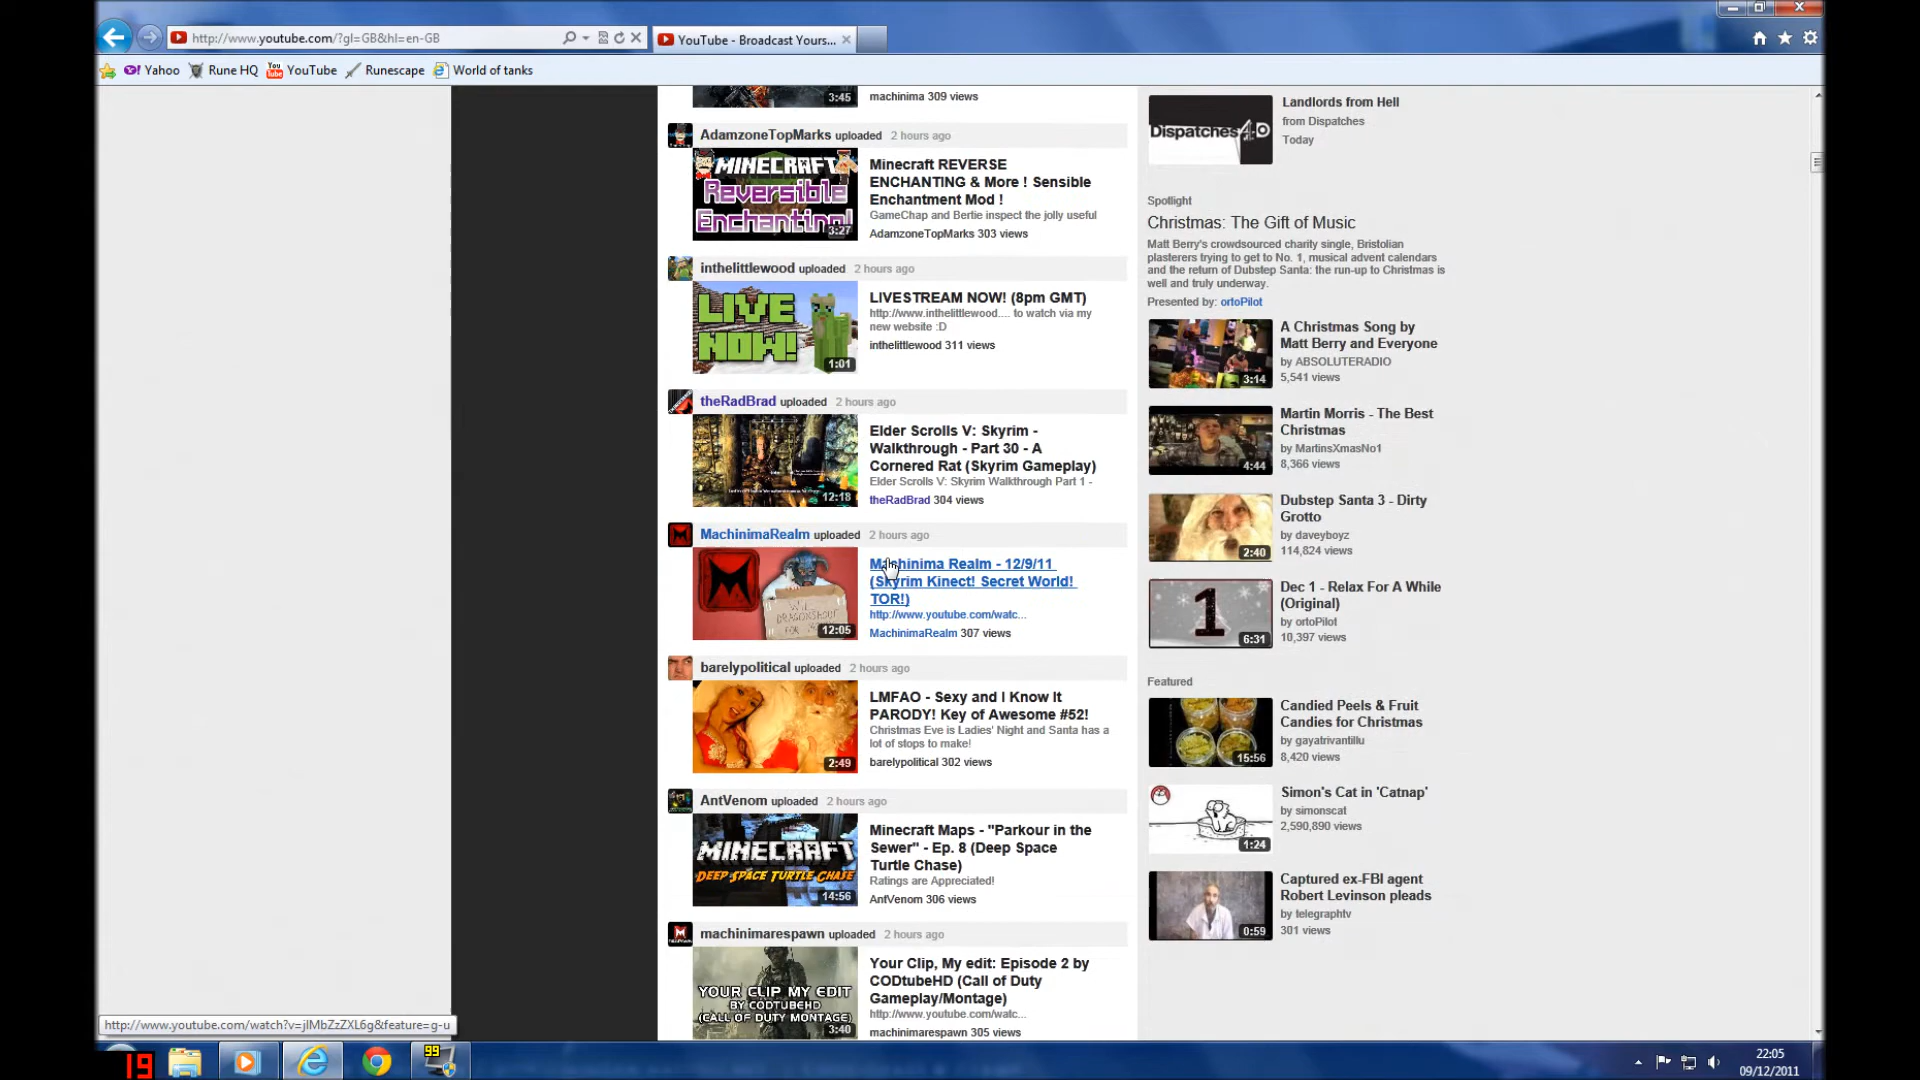 http://www.youtube.com/?gl=GB&hl=en-GB
YouTube - Broadcast Yours...
Yahoo
Rune HQ
YouTube
Runescape
World of tanks
3:45
machinima 309 views
AdamzoneTopMarks uploaded 2 hours ago
MINECRAFT
Reversible
Enchanting!
3:27
Minecraft REVERSE
ENCHANTING & More ! Sensible
Enchantment Mod !
GameChap and Bertie inspect the jolly useful
AdamzoneTopMarks 303 views
inthelittlewood uploaded 2 hours ago
LIVE
NOW!
1:01
LIVESTREAM NOW! (8pm GMT)
http://www.inthelittlewood.... to watch via my
new website :D
inthelittlewood 311 views
theRadBrad uploaded 2 hours ago
12:18
Elder Scrolls V: Skyrim -
Walkthrough - Part 30 - A
Cornered Rat (Skyrim Gameplay)
Elder Scrolls V: Skyrim Walkthrough Part 1 -
theRadBrad 304 views
MachinimaRealm uploaded 2 hours ago
WILL
DRAGONSHOUT
FOR
12:05
Machinima Realm - 12/9/11
(Skyrim Kinect! Secret World!
TOR!)
http://www.youtube.com/watc...
MachinimaRealm 307 views
barelypolitical uploaded 2 hours ago
2:49
LMFAO - Sexy and I Know It
PARODY! Key of Awesome #52!
Christmas Eve is Ladies' Night and Santa has a
lot of stops to make!
barelypolitical 302 views
AntVenom uploaded 2 hours ago
MINECRAFT
DEEP SPACE TURTLE CHASE
14:56
Minecraft Maps - "Parkour in the
Sewer" - Ep. 8 (Deep Space
Turtle Chase)
Ratings are Appreciated!
AntVenom 306 views
machinimarespawn uploaded 2 hours ago
YOUR CLIP MY EDIT
BY CODTUBEHD
(CALL OF DUTY MONTAGE)
3:40
Your Clip, My edit: Episode 2 by
CODtubeHD (Call of Duty
Gameplay/Montage)
http://www.youtube.com/watc...
machinimarespawn 305 views
Dispatches 4oD
Landlords from Hell
from Dispatches
Today
Spotlight
Christmas: The Gift of Music
Matt Berry's crowdsourced charity single, Bristolian
plasterers trying to get to No. 1, musical advent calendars
and the return of Dubstep Santa: the run-up to Christmas is
well and truly underway.
Presented by: ortoPilot
3:14
A Christmas Song by
Matt Berry and Everyone
by ABSOLUTERADIO
5,541 views
4:44
Martin Morris - The Best
Christmas
by MartinsXmasNo1
8,366 views
2:40
Dubstep Santa 3 - Dirty
Grotto
by daveyboyz
114,824 views
1
6:31
Dec 1 - Relax For A While
(Original)
by ortoPilot
10,397 views
Featured
15:56
Candied Peels & Fruit
Candies for Christmas
by gayatrivantillu
8,420 views
1:24
Simon's Cat in 'Catnap'
by simonscat
2,590,890 views
0:59
Captured ex-FBI agent
Robert Levinson pleads
by telegraphtv
301 views
http://www.youtube.com/watch?v=jIMbZzZXL6g&feature=g-u
19
99
22:05
09/12/2011